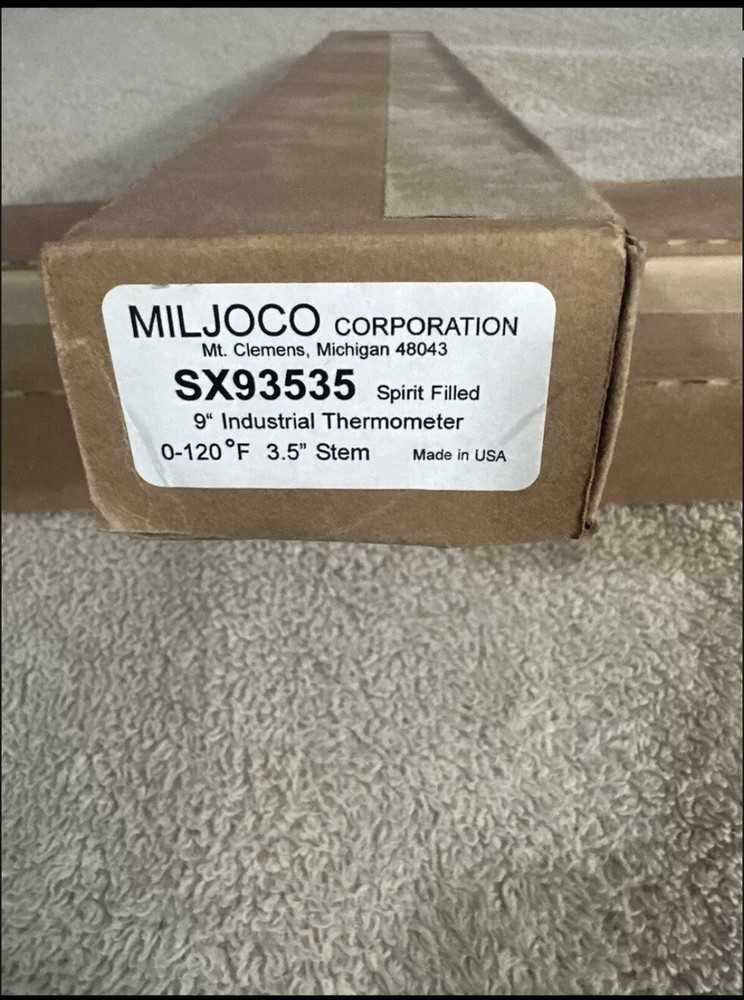 MILJOCO CORPORATION
Mt. Clemens, Michigan 48043
SX93535 Spirit Filled
9“ Industrial Thermometer
0-120°F 3.5” Stem Made in USA